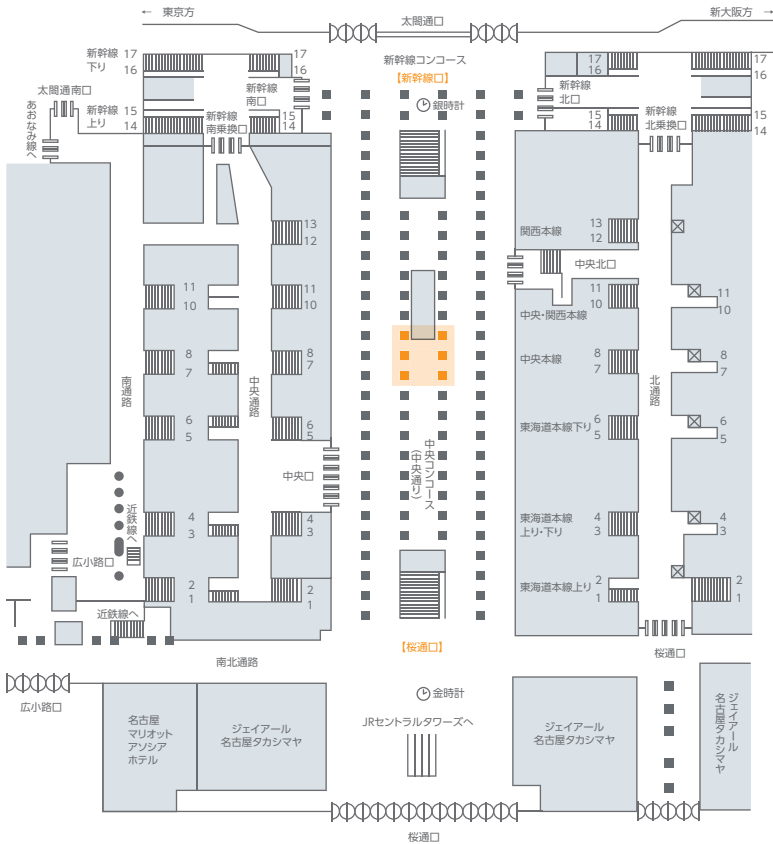 ← 東京方
太閤通口
新大阪方 →
新幹線
下り
17
16
17
16
新幹線コンコース
【新幹線口】
17
16
17
16
太閤通南口
新幹線
南口
新幹線
北口
あおなみ線へ
新幹線
上り
15
14
新幹線
南乗換口
15
14
銀時計
15
14
新幹線
北乗換口
15
14
13
12
関西本線
13
12
中央北口
11
10
11
10
11
10
中央・関西本線
11
10
8
7
8
7
中央本線
8
7
8
7
南通路
中央通路
北通路
6
5
6
5
東海道本線下り
6
5
6
5
中央コンコース
(中央通り)
中央口
近鉄線へ
4
3
4
3
東海道本線
上り・下り
4
3
4
3
広小路口
2
1
2
1
東海道本線上り
2
1
2
1
近鉄線へ
【桜通口】
桜通口
南北通路
広小路口
金時計
JRセントラルタワーズへ
名古屋
マリオット
アソシア
ホテル
ジェイアール
名古屋タカシマヤ
ジェイアール
名古屋タカシマヤ
ジェイアール
名古屋タカシマヤ
桜通口